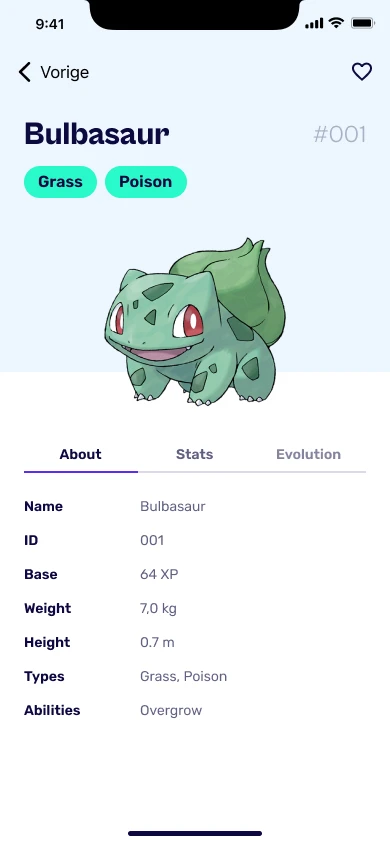 9:41
Vorige
Bulbasaur #001
Grass Poison
About Stats Evolution
Name Bulbasaur
ID 001
Base 64 XP
Weight 7,0 kg
Height 0.7 m
Types Grass, Poison
Abilities Overgrow